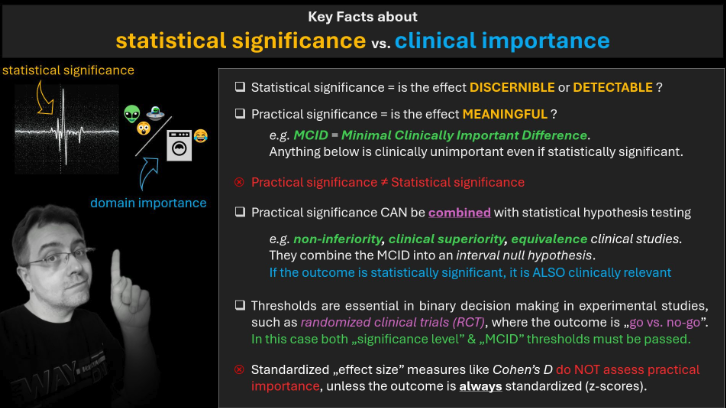 Key Facts about
statistical significance vs. clinical importance
statistical significance
domain importance
Statistical significance = is the effect DISCERNIBLE or DETECTABLE ?
Practical significance = is the effect MEANINGFUL ?
e.g. MCID = Minimal Clinically Important Difference.
Anything below is clinically unimportant even if statistically significant.
Practical significance ≠ Statistical significance
Practical significance CAN be combined with statistical hypothesis testing
e.g. non-inferiority, clinical superiority, equivalence clinical studies.
They combine the MCID into an interval null hypothesis.
If the outcome is statistically significant, it is ALSO clinically relevant
Thresholds are essential in binary decision making in experimental studies,
such as randomized clinical trials (RCT), where the outcome is „go vs. no-go”.
In this case both „significance level” & „MCID” thresholds must be passed.
Standardized „effect size” measures like Cohen's D do NOT assess practical
importance, unless the outcome is always standardized (z-scores).